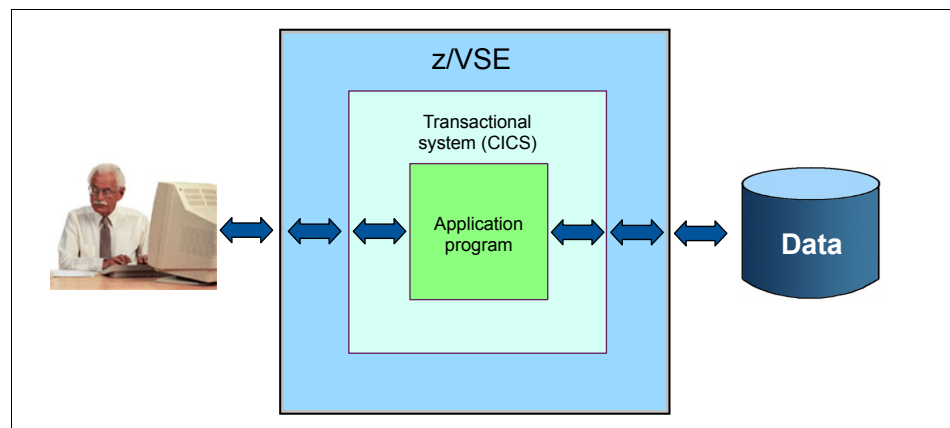 z/VSE
Transactional
system (CICS)
Application
program
Data